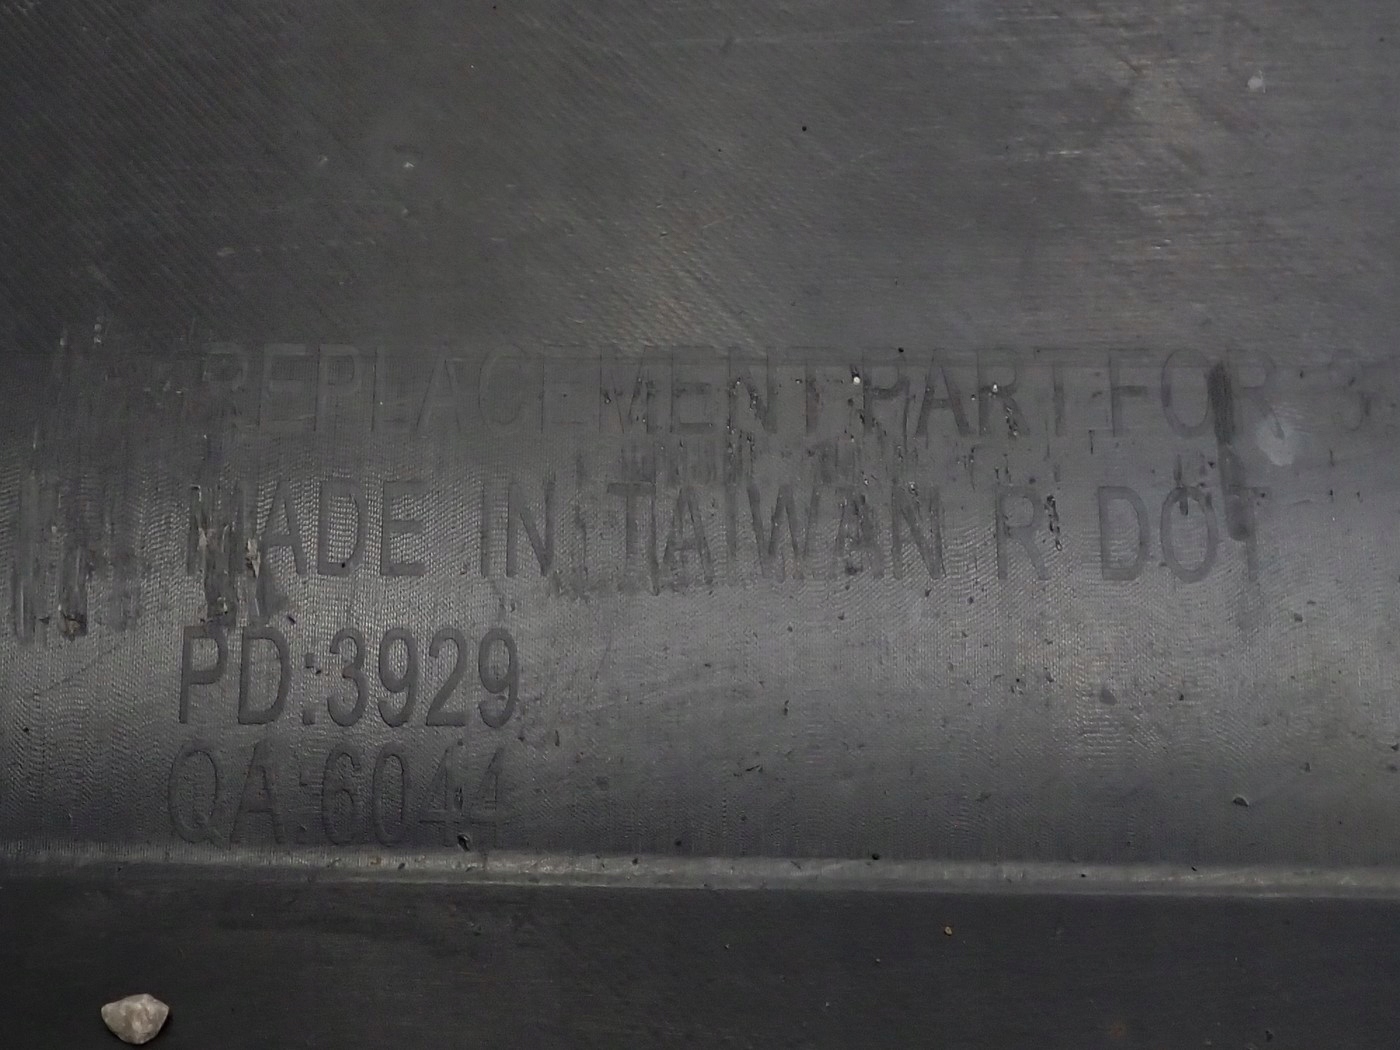 REPLACEMENT PART FOR
MADE IN TAIWAN R DOT
PD:3929
QA:6044